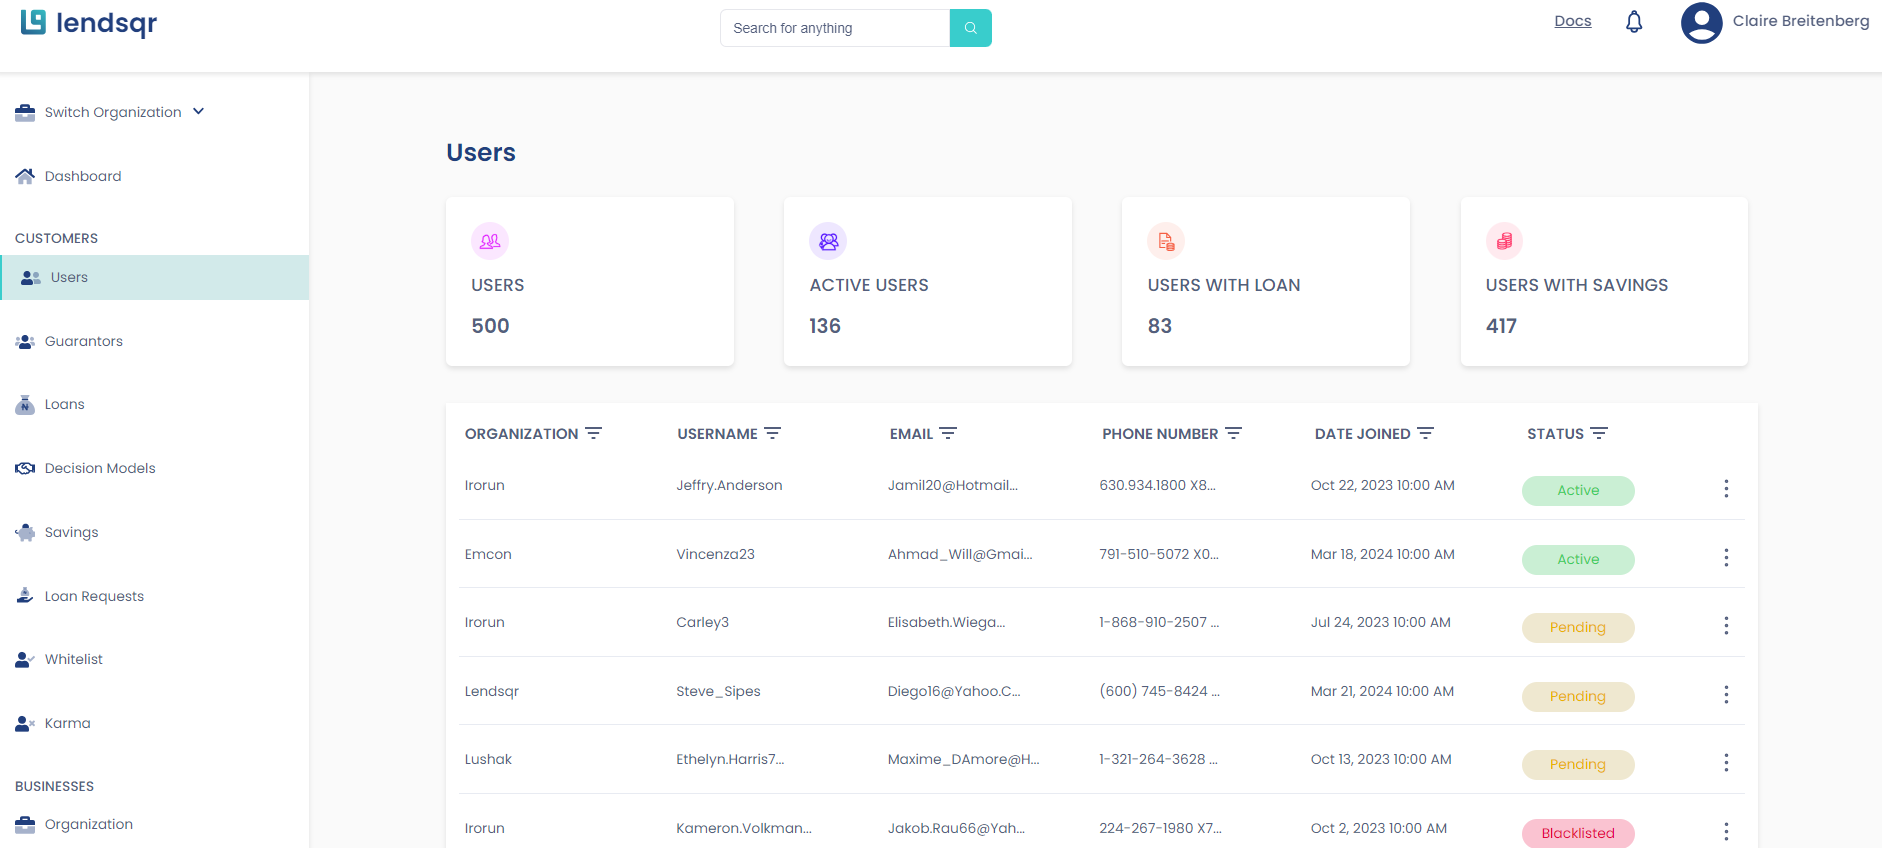 lendsqr
Search for anything
Docs
Claire Breitenberg
Switch Organization
Dashboard
CUSTOMERS
Users
Guarantors
Loans
Decision Models
Savings
Loan Requests
Whitelist
Karma
BUSINESSES
Organization
Users
USERS
500
ACTIVE USERS
136
USERS WITH LOAN
83
USERS WITH SAVINGS
417
ORGANIZATION USERNAME EMAIL PHONE NUMBER DATE JOINED STATUS
Irorun Jeffry.Anderson Jamil20@Hotmail... 630.934.1800 X8... Oct 22, 2023 10:00 AM Active
Emcon Vincenza23 Ahmad_Will@Gmai... 791-510-5072 X0... Mar 18, 2024 10:00 AM Active
Irorun Carley3 Elisabeth.Wiega... 1-868-910-2507 ... Jul 24, 2023 10:00 AM Pending
Lendsqr Steve_Sipes Diego16@Yahoo.C... (600) 745-8424 ... Mar 21, 2024 10:00 AM Pending
Lushak Ethelyn.Harris7... Maxime_DAmore@H... 1-321-264-3628 ... Oct 13, 2023 10:00 AM Pending
Irorun Kameron.Volkman... Jakob.Rau66@Yah... 224-267-1980 X7... Oct 2, 2023 10:00 AM Blacklisted